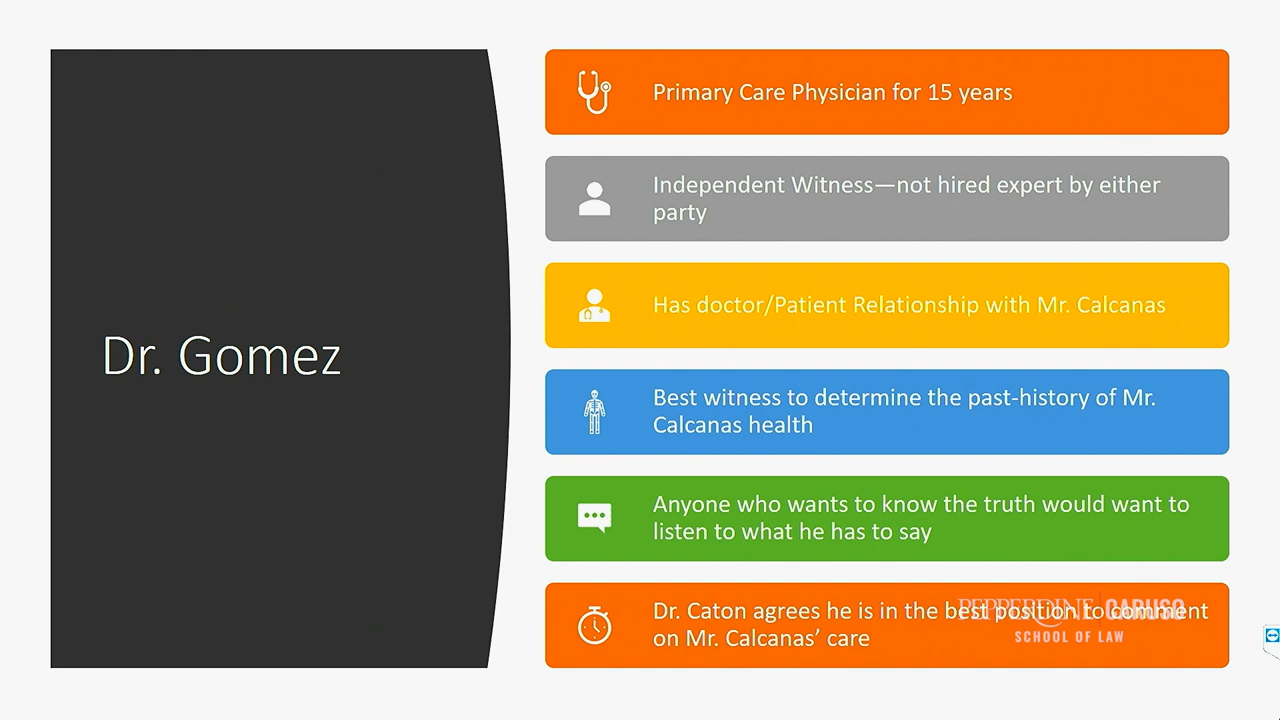 Dr. Gomez
Primary Care Physician for 15 years
Independent Witness—not hired expert by either
party
Has doctor/Patient Relationship with Mr. Calcanas
Best witness to determine the past-history of Mr.
Calcanas health
Anyone who wants to know the truth would want to
listen to what he has to say
Dr. Caton agrees he is in the best position to comment
on Mr. Calcanas’ care
PEPPERDINE | CARUSO
SCHOOL OF LAW